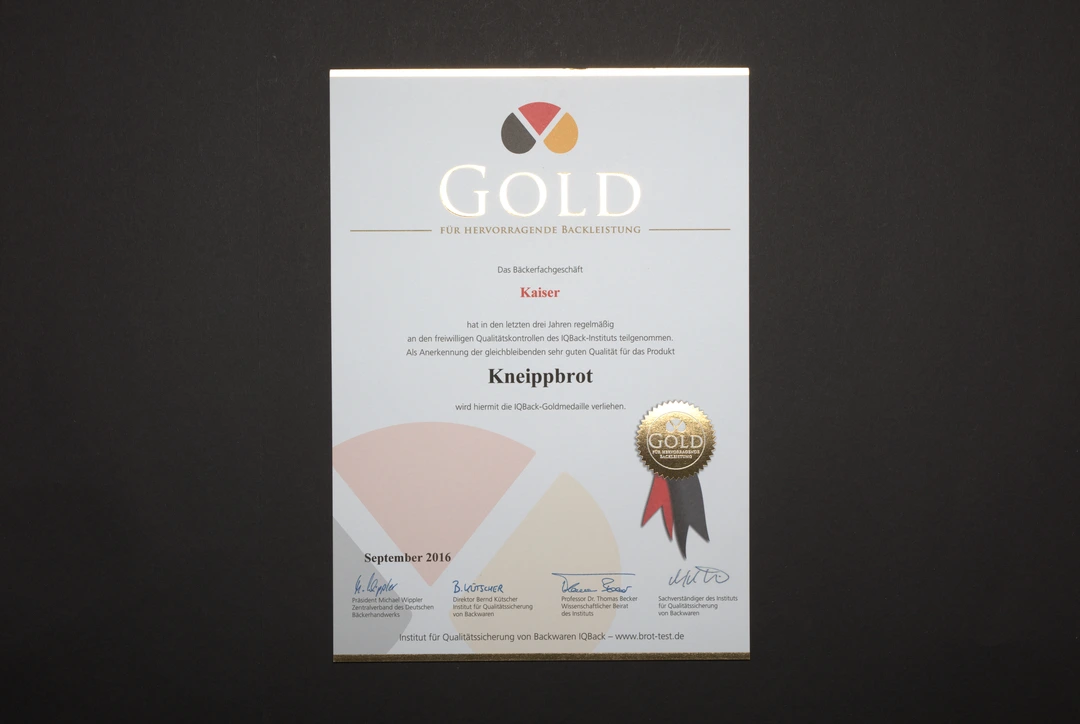 GOLD
FÜR HERVORRAGENDE BACKLEISTUNG
Das Bäckerfachgeschäft
Kaiser
hat in den letzten drei Jahren regelmäßig
an den freiwilligen Qualitätskontrollen des IQBack-Instituts teilgenommen.
Als Anerkennung der gleichbleibenden sehr guten Qualität für das Produkt
Kneippbrot
wird hiermit die IQBack-Goldmedaille verliehen.
GOLD
FÜR HERVORRAGENDE
BACKLEISTUNG
September 2016
B. KÜTSCHER
Präsident Michael Wippler
Zentralverband des Deutschen
Bäckerhandwerks
Direktor Bernd Kütscher
Institut für Qualitätssicherung
von Backwaren
Professor Dr. Thomas Becker
Wissenschaftlicher Beirat
des Instituts
Sachverständiger des Instituts
für Qualitätssicherung
von Backwaren
Institut für Qualitätssicherung von Backwaren IQBack – www.brot-test.de